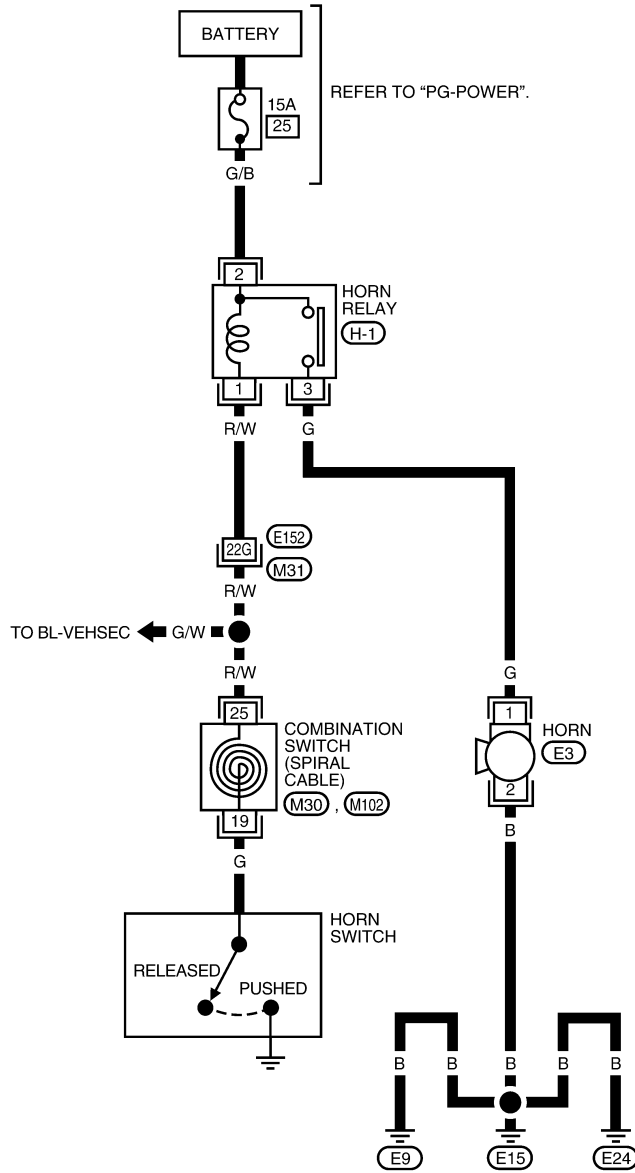 BATTERY
REFER TO “PG-POWER”.
15A
25
G/B
2
HORN
RELAY
H-1
1
3
R/W
G
22G
E152
M31
R/W
TO BL-VEHSEC
G/W
R/W
G
25
1
COMBINATION
SWITCH
(SPIRAL
CABLE)
M30 , M102
HORN
E3
19
2
G
B
HORN
SWITCH
RELEASED
PUSHED
B
B
B
B
B
E9
E15
E24